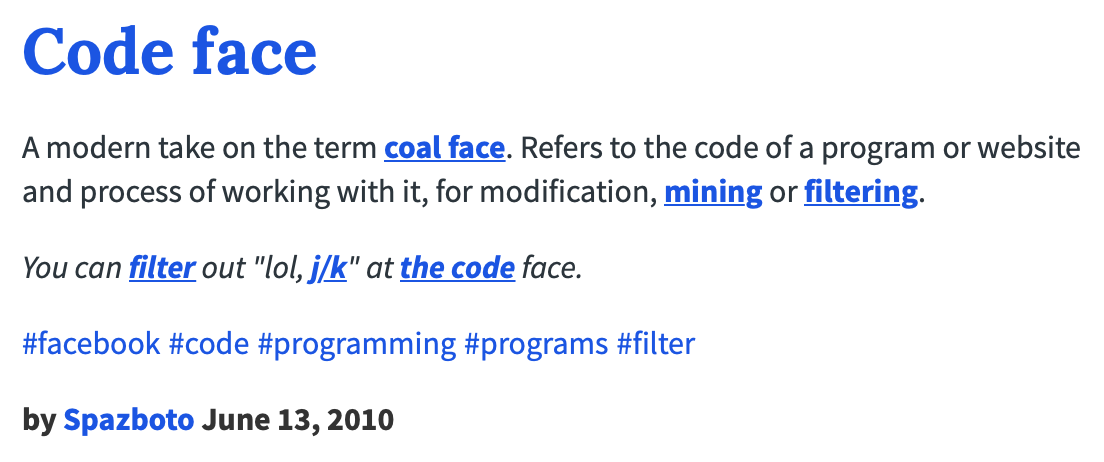 Code face
A modern take on the term coal face. Refers to the code of a program or website
and process of working with it, for modification, mining or filtering.
You can filter out "lol, j/k" at the code face.
#facebook #code #programming #programs #filter
by Spazboto June 13, 2010